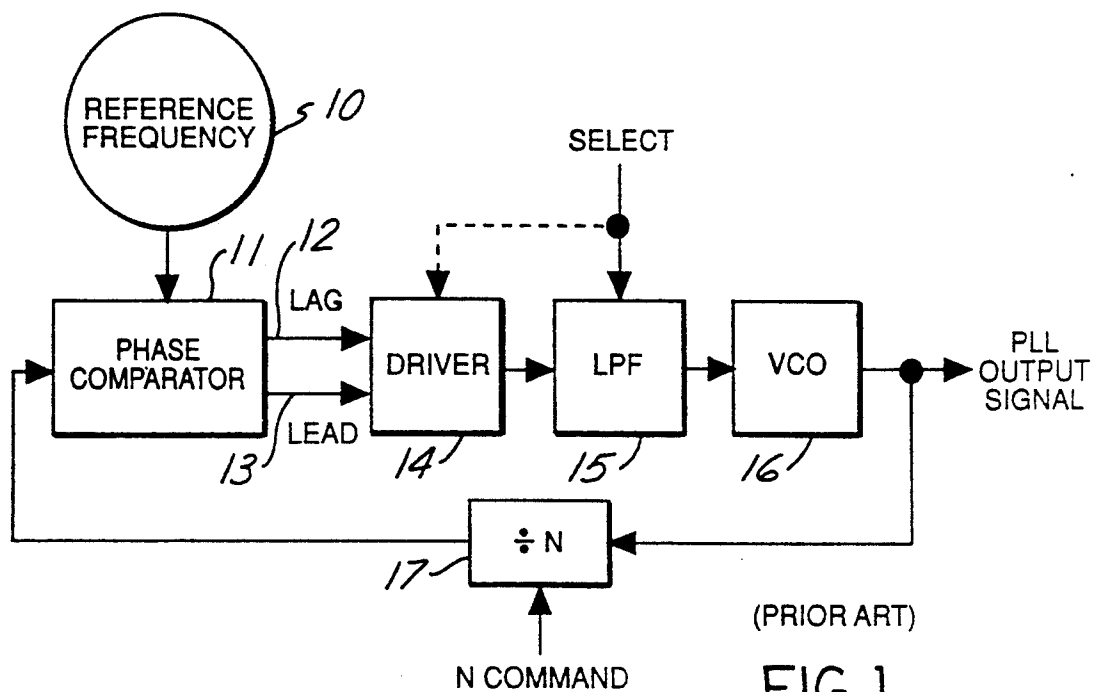 REFERENCE
FREQUENCY
10
SELECT
11
12
LAG
PHASE
COMPARATOR
DRIVER
LPF
VCO
PLL
OUTPUT
SIGNAL
LEAD
13
14
15
16
÷ N
17
(PRIOR ART)
N COMMAND
FIG.1